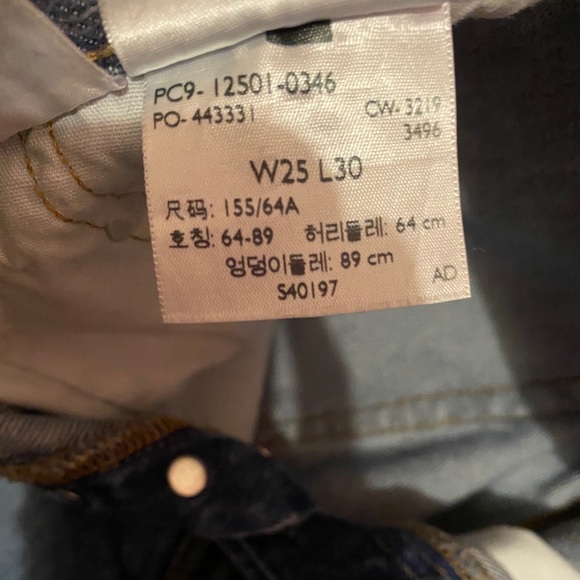 PC9- 12501-0346
PO- 443331 CW- 3219
3496
W25 L30
尺码: 155/64A
호칭: 64-89 허리둘레: 64 cm
엉덩이둘레: 89 cm
S40197 AD